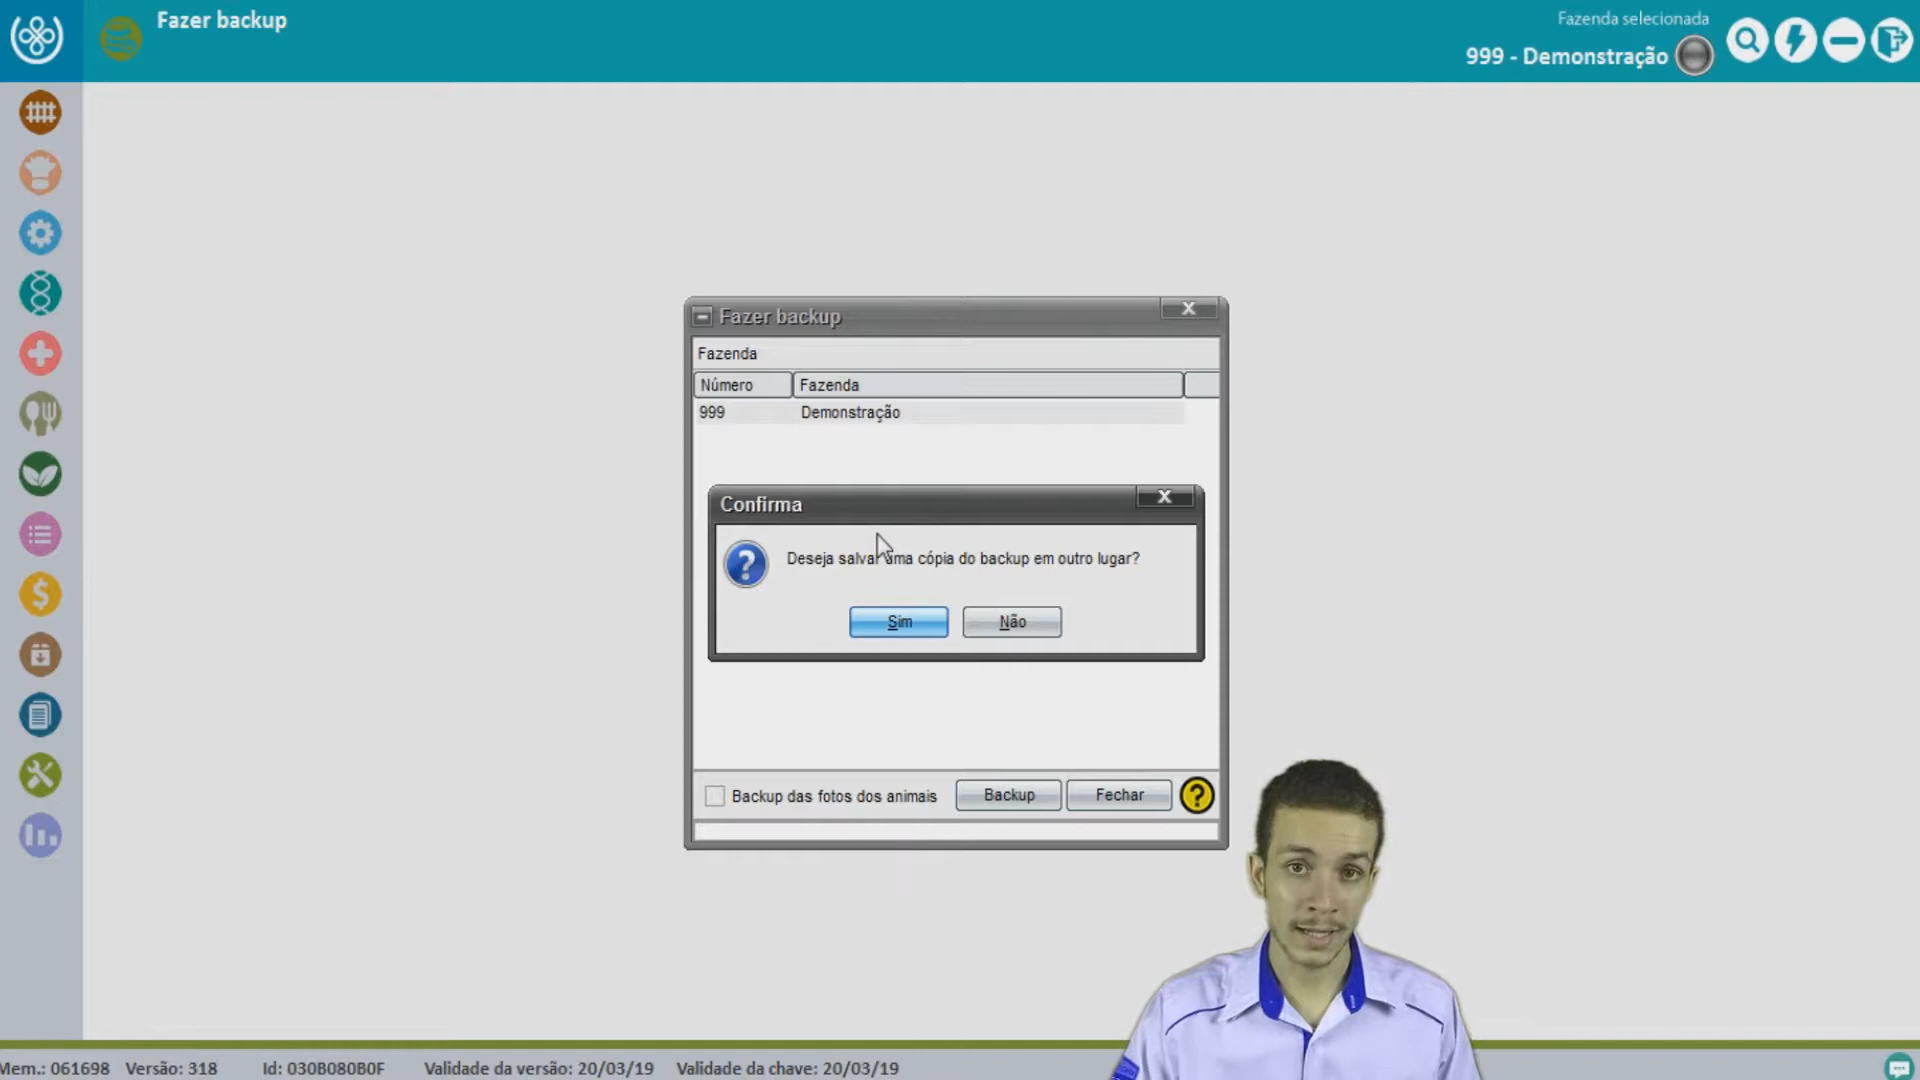 Fazer backup
Fazenda selecionada
999 - Demonstração
Fazer backup
X
Fazenda
Número Fazenda
999 Demonstração
Confirma
X
Deseja salvar uma cópia do backup em outro lugar?
Sim Não
Backup das fotos dos animais Backup Fechar ?
Mem.: 061698 Versão: 318 Id: 030B080B0F Validade da versão: 20/03/19 Validade da chave: 20/03/19